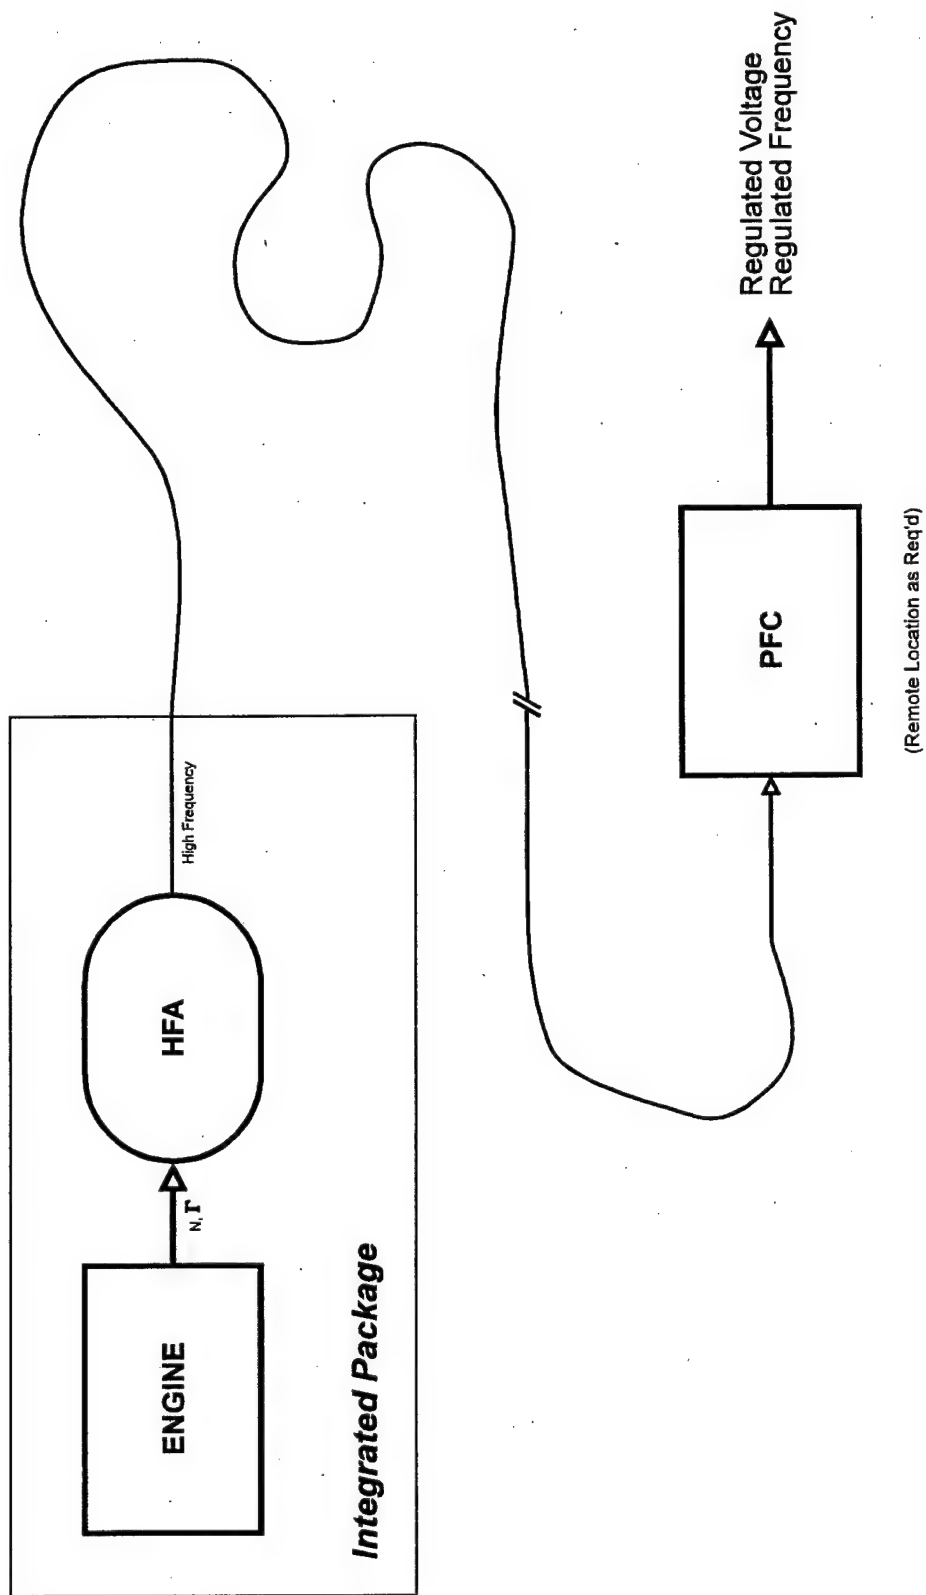 ENGINE
N, Γ
HFA
High Frequency
Integrated Package
PFC
(Remote Location as Req'd)
Regulated Voltage
Regulated Frequency